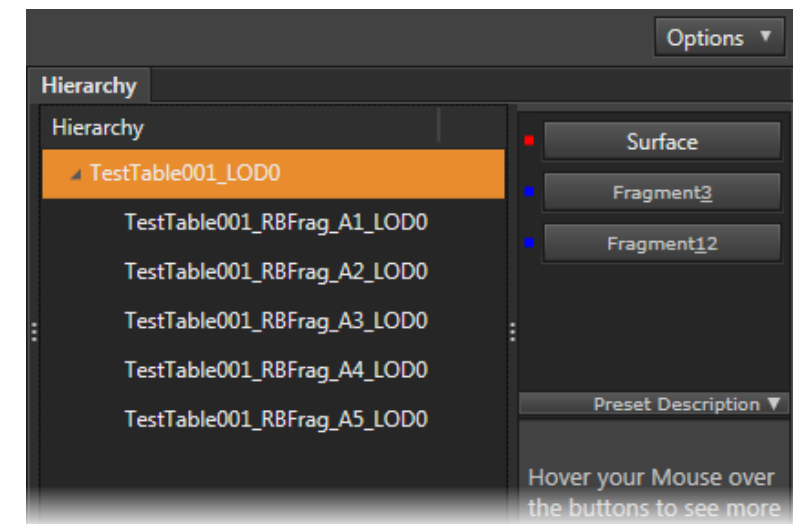 Options ▼
Hierarchy
Hierarchy
TestTable001_LOD0
TestTable001_RBFrag_A1_LOD0
TestTable001_RBFrag_A2_LOD0
TestTable001_RBFrag_A3_LOD0
TestTable001_RBFrag_A4_LOD0
TestTable001_RBFrag_A5_LOD0
Surface
Fragment3
Fragment12
Preset Description ▼
Hover your Mouse over
the buttons to see more